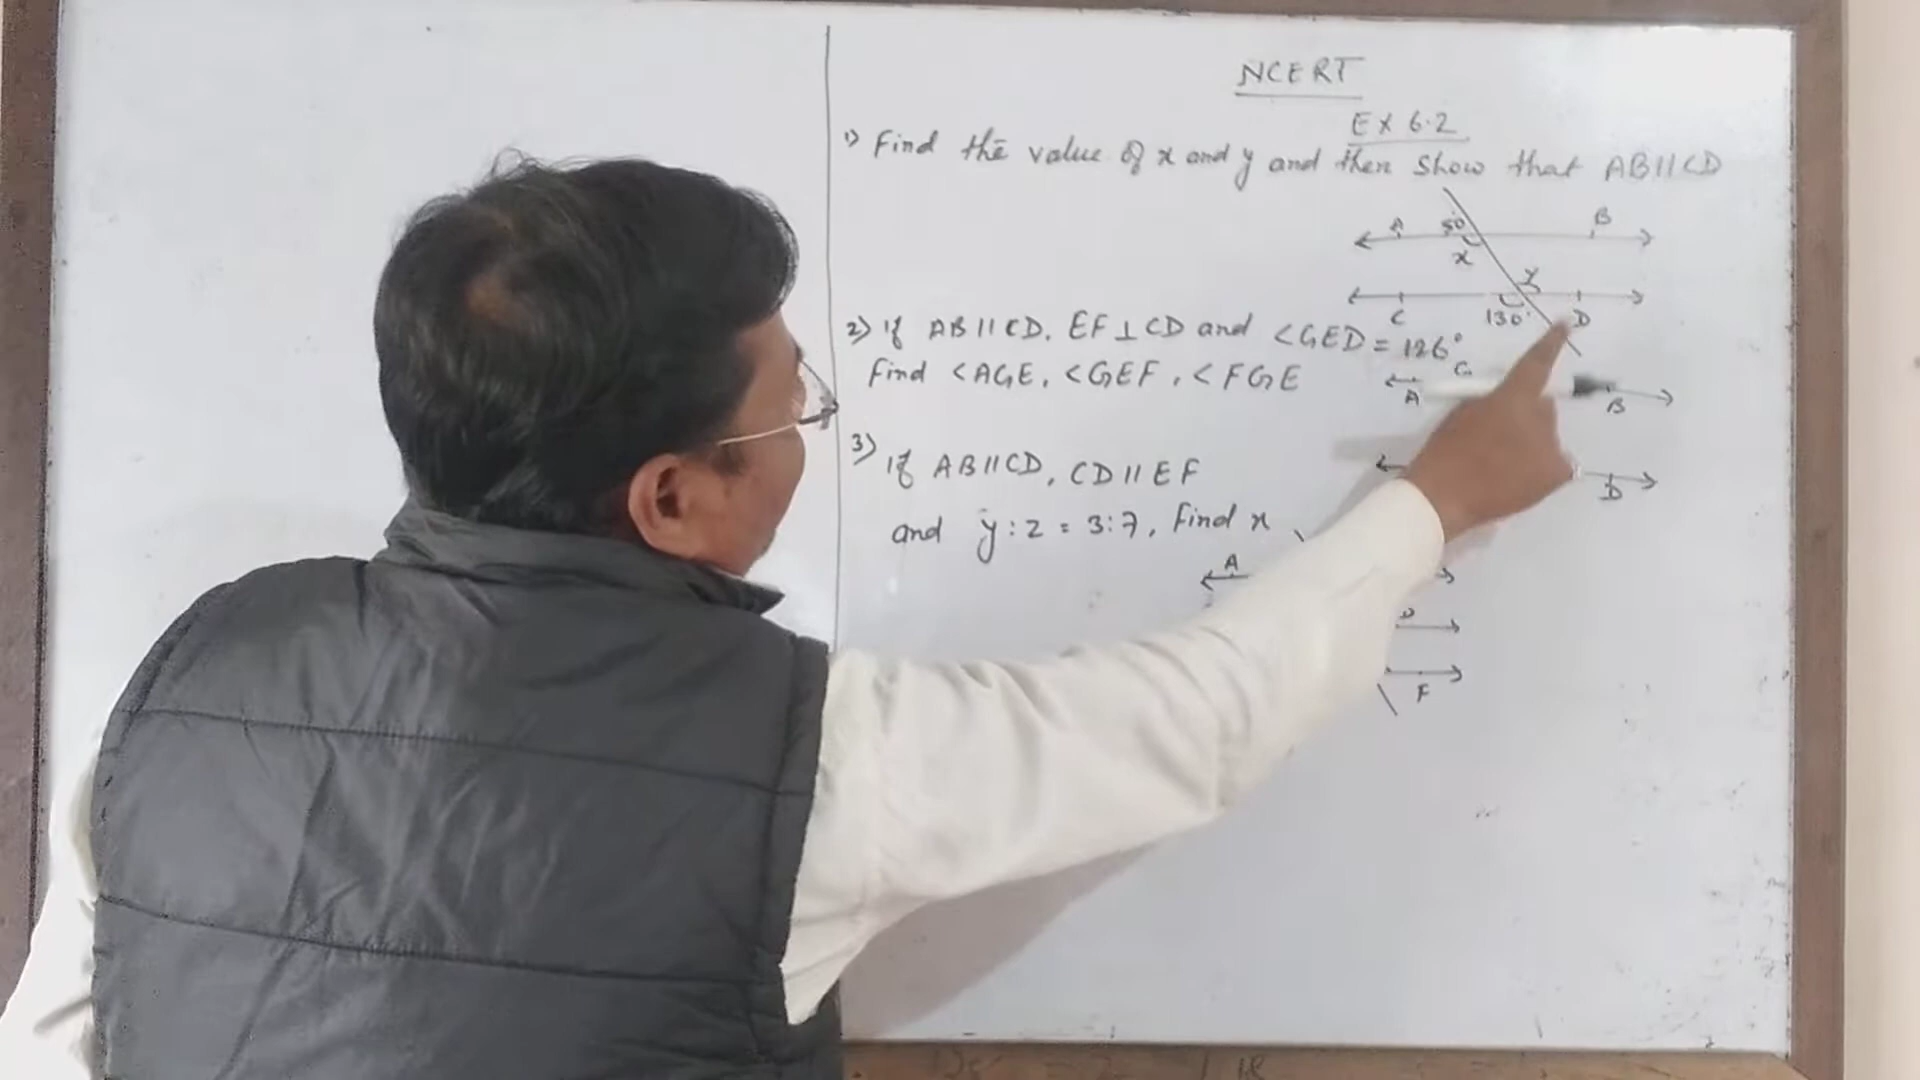 NCERT
EX 6.2
1) Find the value of x and y and then show that AB||CD
A 50° B
x
y
C 130° D
2) If AB||CD, EF⊥CD and <GED = 126°
Find <AGE, <GEF, <FGE
G
A B
D
3) If AB||CD, CD||EF
and y:z = 3:7, Find x
A
D
F